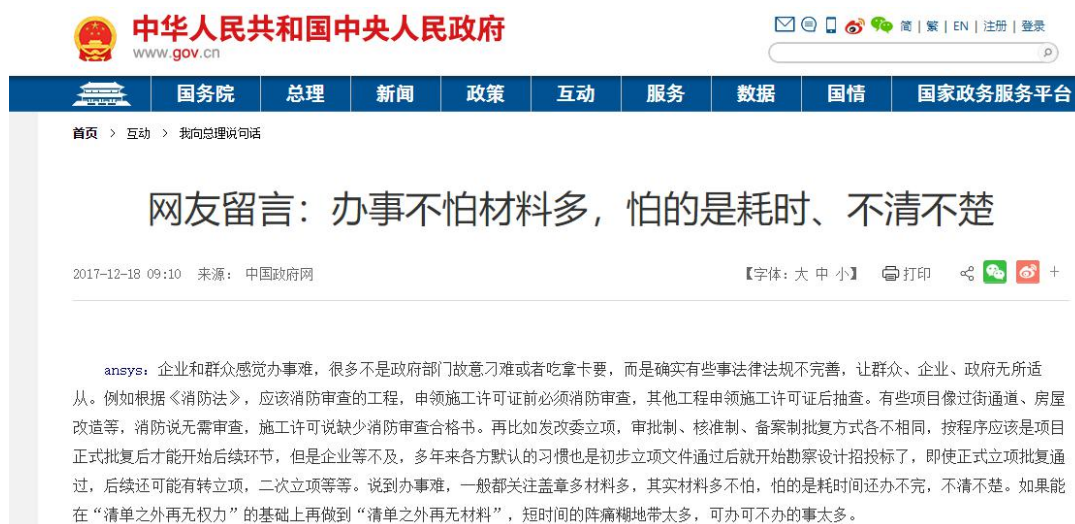 中华人民共和国中央人民政府
www.gov.cn
简 | 繁 | EN | 注册 | 登录
国务院 总理 新闻 政策 互动 服务 数据 国情 国家政务服务平台
首页 > 互动 > 我向总理说句话
网友留言：办事不怕材料多，怕的是耗时、不清不楚
2017-12-18 09:10 来源： 中国政府网 【字体：大 中 小】 打印 +
ansys：企业和群众感觉办事难，很多不是政府部门故意刁难或者吃拿卡要，而是确实有些事法律法规不完善，让群众、企业、政府无所适
从。例如根据《消防法》，应该消防审查的工程，申领施工许可证前必须消防审查，其他工程申领施工许可证后抽查。有些项目像过街通道、房屋
改造等，消防说无需审查，施工许可说缺少消防审查合格书。再比如发改委立项，审批制、核准制、备案制批复方式各不相同，按程序应该是项目
正式批复后才能开始后续环节，但是企业等不及，多年来各方默认的习惯也是初步立项文件通过后就开始勘察设计招投标了，即使正式立项批复通
过，后续还可能有转立项，二次立项等等。说到办事难，一般都关注盖章多材料多，其实材料多不怕，怕的是耗时间还办不完，不清不楚。如果能
在“清单之外再无权力”的基础上再做到“清单之外再无材料”，短时间的阵痛糊地带太多，可办可不办的事太多。